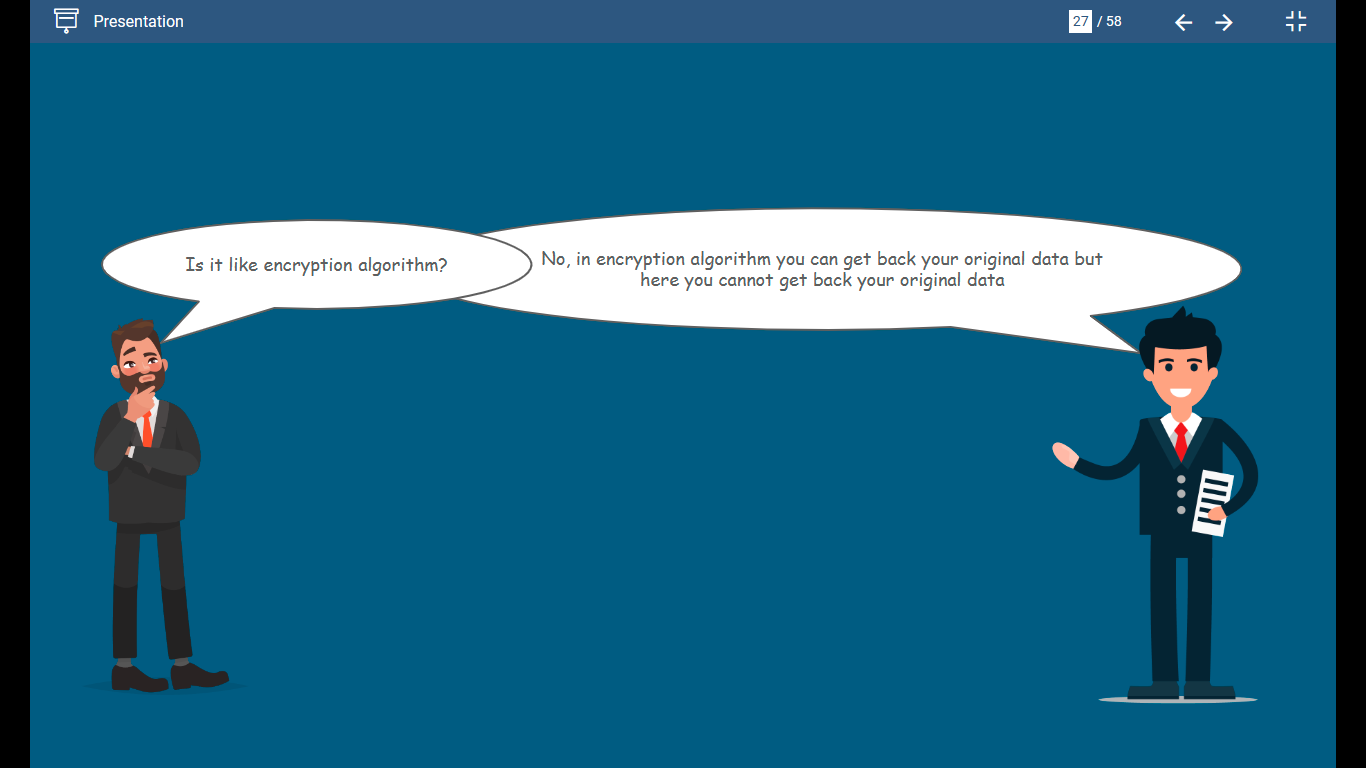 Presentation
27 / 58
Is it like encryption algorithm?
No, in encryption algorithm you can get back your original data but
here you cannot get back your original data